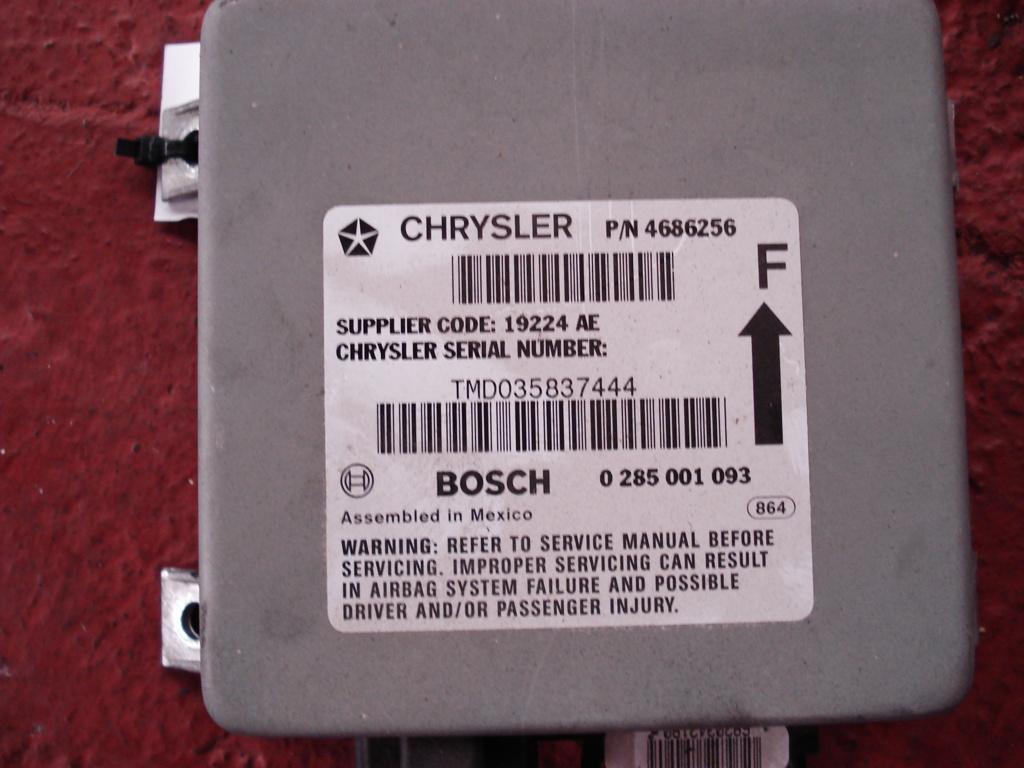 CHRYSLER P/N 4686256
F
SUPPLIER CODE: 19224 AE
CHRYSLER SERIAL NUMBER:
TMD035837444
BOSCH 0 285 001 093
Assembled in Mexico 864
WARNING: REFER TO SERVICE MANUAL BEFORE
SERVICING. IMPROPER SERVICING CAN RESULT
IN AIRBAG SYSTEM FAILURE AND POSSIBLE
DRIVER AND/OR PASSENGER INJURY.